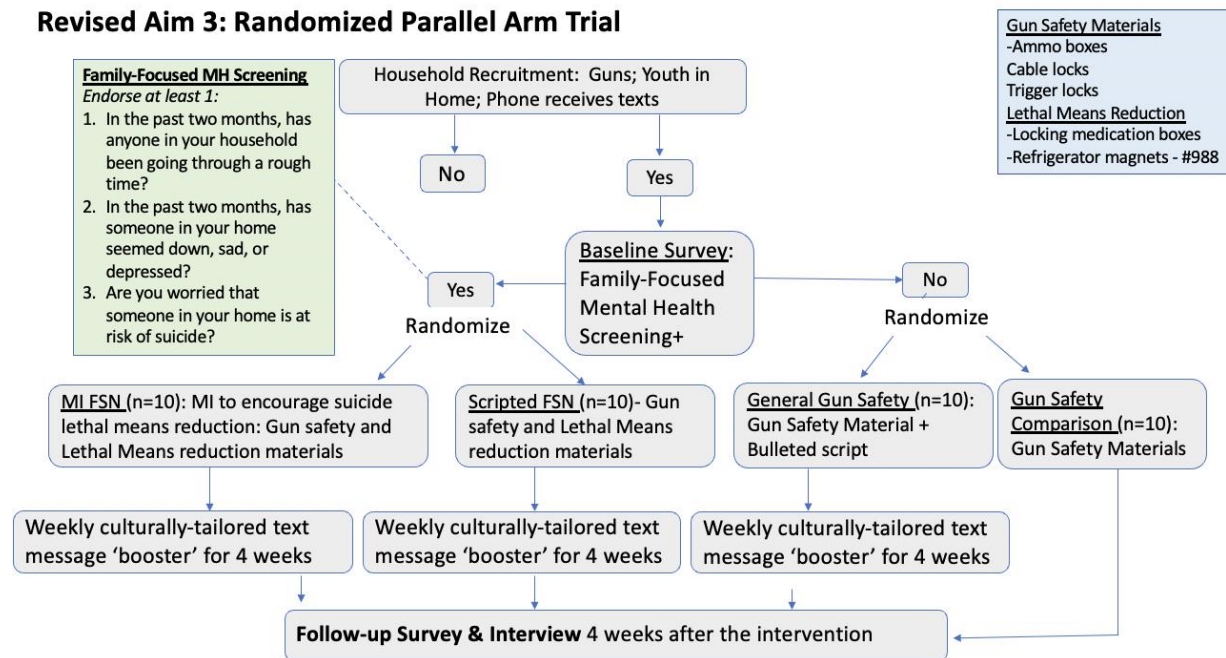 Revised Aim 3: Randomized Parallel Arm Trial
Gun Safety Materials
-Ammo boxes
Cable locks
Trigger locks
Lethal Means Reduction
-Locking medication boxes
-Refrigerator magnets - #988
Family-Focused MH Screening
Endorse at least 1:
1. In the past two months, has
anyone in your household
been going through a rough
time?
2. In the past two months, has
someone in your home
seemed down, sad, or
depressed?
3. Are you worried that
someone in your home is at
risk of suicide?
Household Recruitment: Guns; Youth in
Home; Phone receives texts
No
Yes
Baseline Survey:
Family-Focused
Mental Health
Screening+
Yes
Randomize
No
Randomize
MI FSN (n=10): MI to encourage suicide
lethal means reduction: Gun safety and
Lethal Means reduction materials
Scripted FSN (n=10)- Gun
safety and Lethal Means
reduction materials
General Gun Safety (n=10):
Gun Safety Material +
Bulleted script
Gun Safety
Comparison (n=10):
Gun Safety Materials
Weekly culturally-tailored text
message ‘booster’ for 4 weeks
Weekly culturally-tailored text
message ‘booster’ for 4 weeks
Weekly culturally-tailored text
message ‘booster’ for 4 weeks
Follow-up Survey & Interview 4 weeks after the intervention